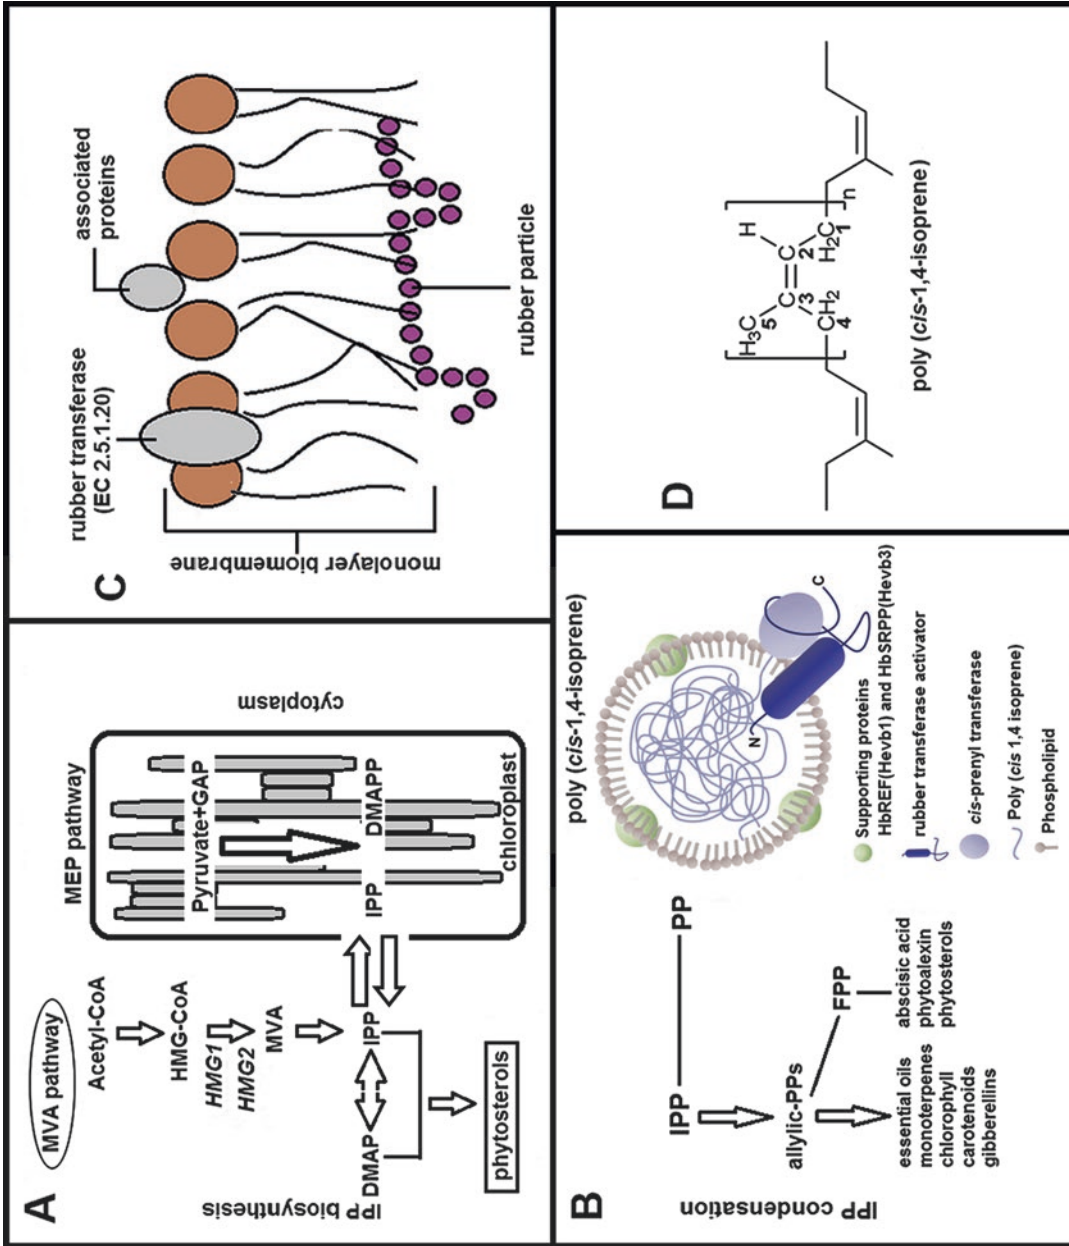 A
IPP biosynthesis
MVA pathway
Acetyl-CoA
HMG-CoA
HMG1
HMG2
MVA
DMAP
IPP
phytosterols
MEP pathway
Pyruvate+GAP
IPP
DMAPP
chloroplast
cytoplasm
C
rubber transferase
(EC 2.5.1.20)
associated
proteins
monolayer biomembrane
rubber particle
B
IPP condensation
IPP
PP
allylic-PPs
FPP
essential oils
monoterpenes
chlorophyll
carotenoids
gibberellins
abscisic acid
phytoalexin
phytosterols
poly (cis-1,4-isoprene)
N
C
Supporting proteins
HbREF(Hevb1) and HbSRPP(Hevb3)
rubber transferase activator
cis-prenyl transferase
Poly (cis 1,4 isoprene)
Phospholipid
D
H3C
H
5
C
C
3
2
CH2
H2C
4
1
n
poly (cis-1,4-isoprene)